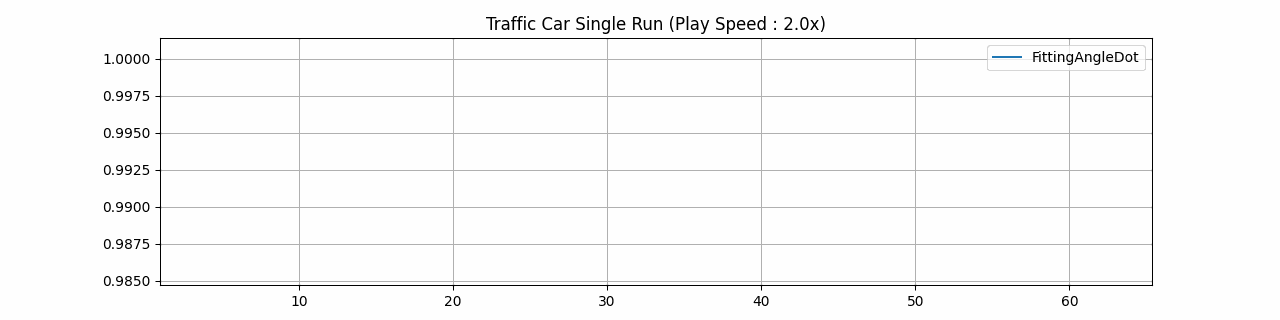 Traffic Car Single Run (Play Speed : 2.0x)
FittingAngleDot
1.0000
0.9975
0.9950
0.9925
0.9900
0.9875
0.9850
10 20 30 40 50 60